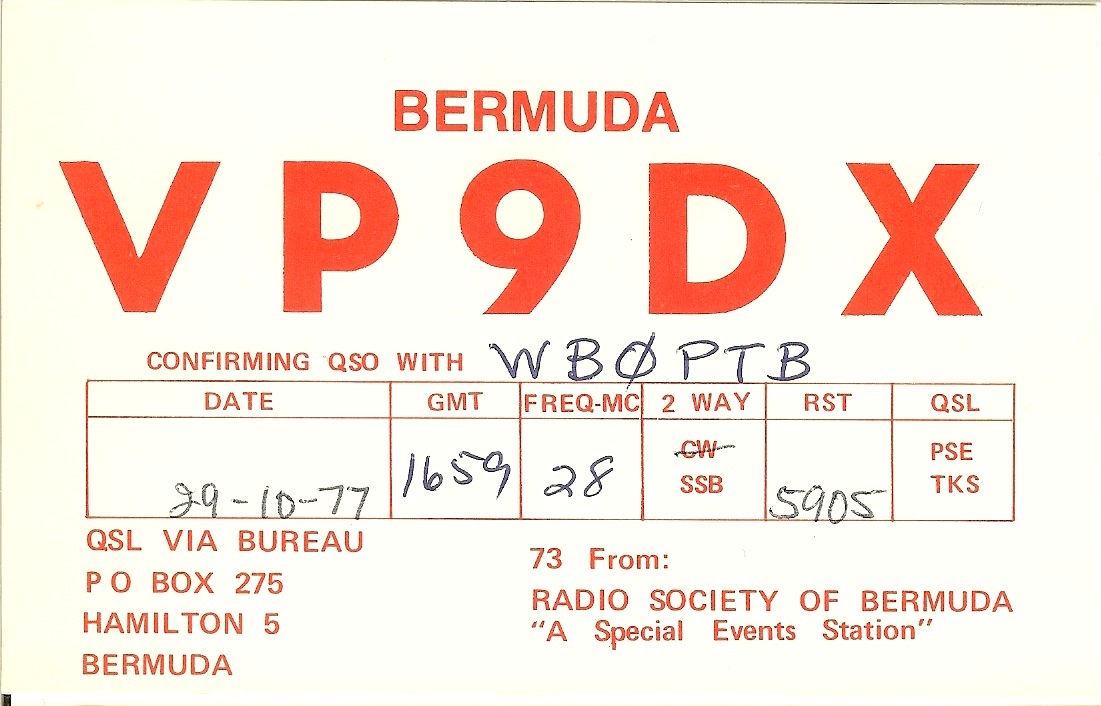 BERMUDA
VP9DX
CONFIRMING QSO WITH WBØPTB
DATE GMT FREQ-MC 2 WAY RST QSL
CW PSE
29-10-77 1659 28 SSB 5905 TKS
QSL VIA BUREAU
P O BOX 275
HAMILTON 5
BERMUDA
73 From:
RADIO SOCIETY OF BERMUDA
"A Special Events Station"